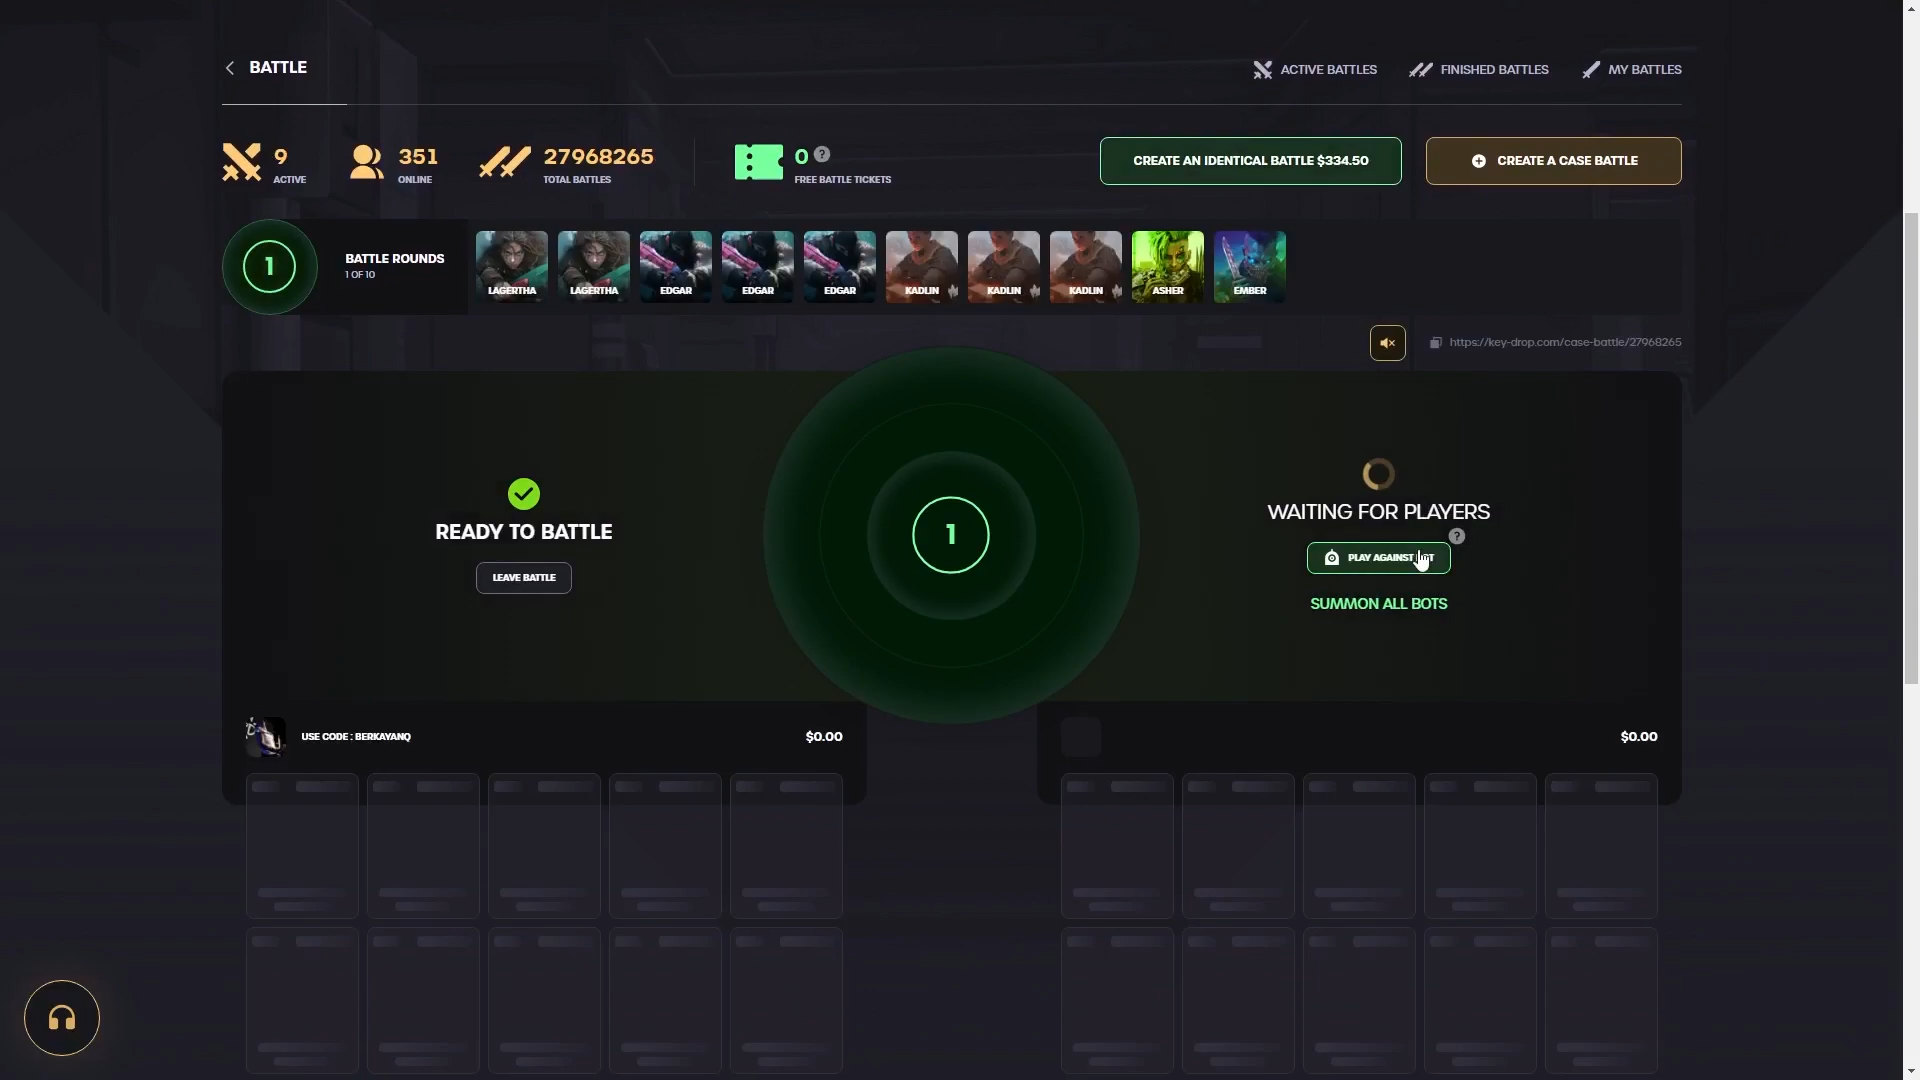 BATTLE
ACTIVE BATTLES
FINISHED BATTLES
MY BATTLES
9
ACTIVE
351
ONLINE
27968265
TOTAL BATTLES
0 ?
FREE BATTLE TICKETS
CREATE AN IDENTICAL BATTLE $334.50
CREATE A CASE BATTLE
1
BATTLE ROUNDS
1 OF 10
LAGERTHA
LAGERTHA
EDGAR
EDGAR
EDGAR
KADLIN
KADLIN
KADLIN
ASHER
EMBER
https://key-drop.com/case-battle/27968265
READY TO BATTLE
LEAVE BATTLE
1
WAITING FOR PLAYERS
?
PLAY AGAINST
SUMMON ALL BOTS
USE CODE : BERKAYANQ
$0.00
$0.00